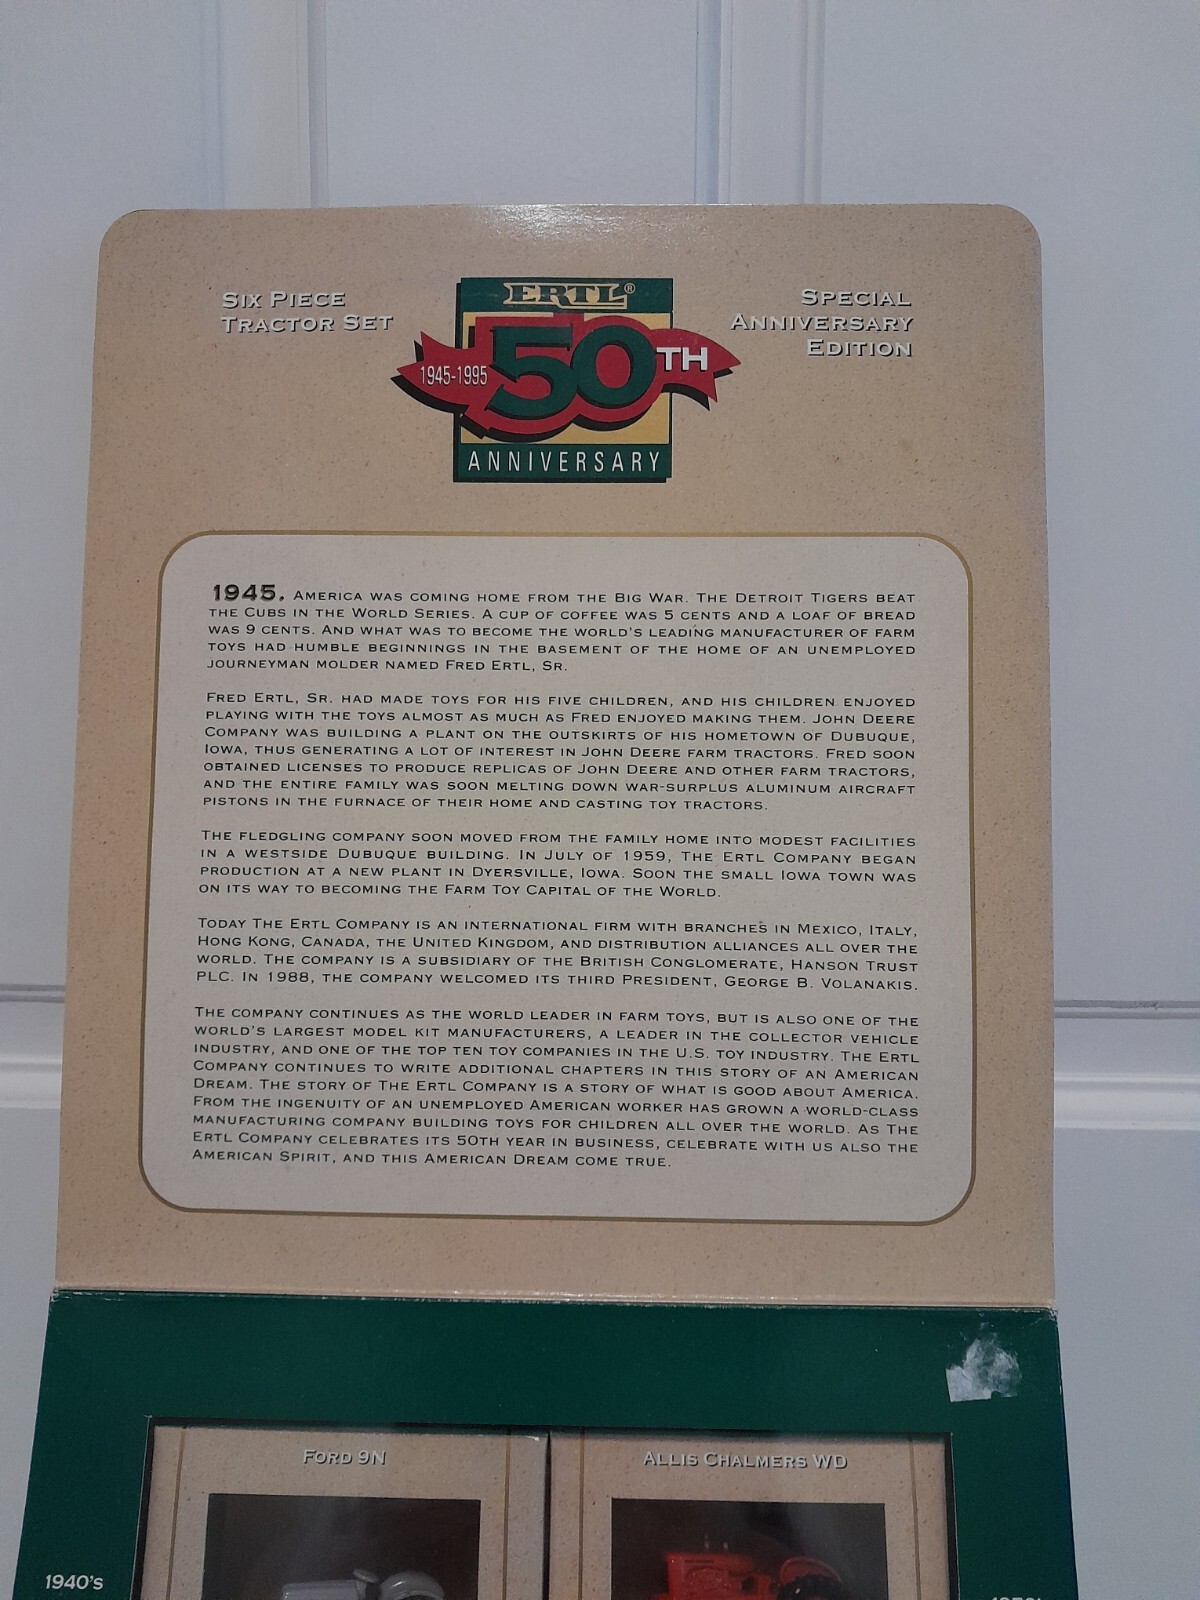 SIX PIECE
TRACTOR SET
ERTL®
1945-1995
50TH
ANNIVERSARY
SPECIAL
ANNIVERSARY
EDITION
1945. AMERICA WAS COMING HOME FROM THE BIG WAR. THE DETROIT TIGERS BEAT
THE CUBS IN THE WORLD SERIES. A CUP OF COFFEE WAS 5 CENTS AND A LOAF OF BREAD
WAS 9 CENTS. AND WHAT WAS TO BECOME THE WORLD'S LEADING MANUFACTURER OF FARM
TOYS HAD HUMBLE BEGINNINGS IN THE BASEMENT OF THE HOME OF AN UNEMPLOYED
JOURNEYMAN MOLDER NAMED FRED ERTL, SR.
FRED ERTL, SR. HAD MADE TOYS FOR HIS FIVE CHILDREN, AND HIS CHILDREN ENJOYED
PLAYING WITH THE TOYS ALMOST AS MUCH AS FRED ENJOYED MAKING THEM. JOHN DEERE
COMPANY WAS BUILDING A PLANT ON THE OUTSKIRTS OF HIS HOMETOWN OF DUBUQUE,
IOWA, THUS GENERATING A LOT OF INTEREST IN JOHN DEERE FARM TRACTORS. FRED SOON
OBTAINED LICENSES TO PRODUCE REPLICAS OF JOHN DEERE AND OTHER FARM TRACTORS,
AND THE ENTIRE FAMILY WAS SOON MELTING DOWN WAR-SURPLUS ALUMINUM AIRCRAFT
PISTONS IN THE FURNACE OF THEIR HOME AND CASTING TOY TRACTORS.
THE FLEDGLING COMPANY SOON MOVED FROM THE FAMILY HOME INTO MODEST FACILITIES
IN A WESTSIDE DUBUQUE BUILDING. IN JULY OF 1959, THE ERTL COMPANY BEGAN
PRODUCTION AT A NEW PLANT IN DYERSVILLE, IOWA. SOON THE SMALL IOWA TOWN WAS
ON ITS WAY TO BECOMING THE FARM TOY CAPITAL OF THE WORLD.
TODAY THE ERTL COMPANY IS AN INTERNATIONAL FIRM WITH BRANCHES IN MEXICO, ITALY,
HONG KONG, CANADA, THE UNITED KINGDOM, AND DISTRIBUTION ALLIANCES ALL OVER THE
WORLD. THE COMPANY IS A SUBSIDIARY OF THE BRITISH CONGLOMERATE, HANSON TRUST
PLC. IN 1988, THE COMPANY WELCOMED ITS THIRD PRESIDENT, GEORGE B. VOLANAKIS.
THE COMPANY CONTINUES AS THE WORLD LEADER IN FARM TOYS, BUT IS ALSO ONE OF THE
WORLD'S LARGEST MODEL KIT MANUFACTURERS, A LEADER IN THE COLLECTOR VEHICLE
INDUSTRY, AND ONE OF THE TOP TEN TOY COMPANIES IN THE U.S. TOY INDUSTRY. THE ERTL
COMPANY CONTINUES TO WRITE ADDITIONAL CHAPTERS IN THIS STORY OF AN AMERICAN
DREAM. THE STORY OF THE ERTL COMPANY IS A STORY OF WHAT IS GOOD ABOUT AMERICA.
FROM THE INGENUITY OF AN UNEMPLOYED AMERICAN WORKER HAS GROWN A WORLD-CLASS
MANUFACTURING COMPANY BUILDING TOYS FOR CHILDREN ALL OVER THE WORLD. AS THE
ERTL COMPANY CELEBRATES ITS 50TH YEAR IN BUSINESS, CELEBRATE WITH US ALSO THE
AMERICAN SPIRIT, AND THIS AMERICAN DREAM COME TRUE.
FORD 9N
ALLIS CHALMERS WD
1940'S